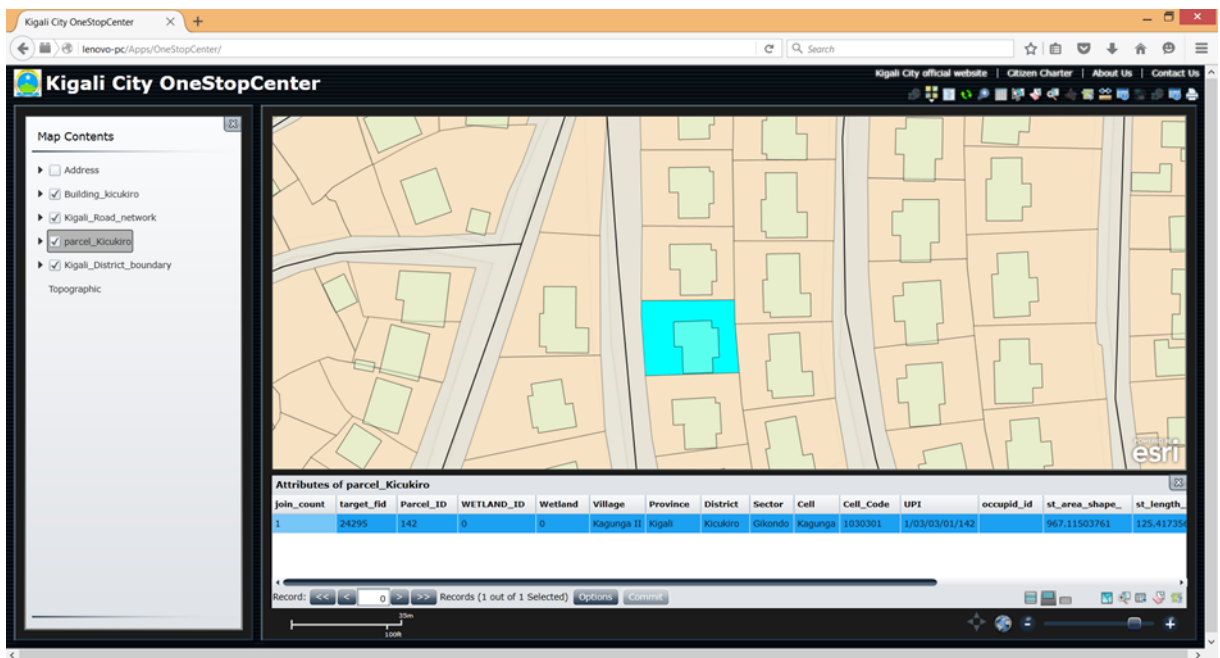 Kigali City OneStopCenter
lenovo-pc/Apps/OneStopCenter/
Search
Kigali City OneStopCenter
Kigali City official website | Citizen Charter | About Us | Contact Us
Map Contents
Address
Building_kicukiro
Kigali_Road_network
parcel_Kicukiro
Kigali_District_boundary
Topographic
esri
Attributes of parcel_Kicukiro
join_count target_fid Parcel_ID WETLAND_ID Wetland Village Province District Sector Cell Cell_Code UPI occupid_id st_area_shape_ st_length_
1 24295 142 0 0 Kagunga II Kigali Kicukiro Gikondo Kagunga 1030301 1/03/03/01/142 967.11503761 125.417356
Record: << < 0 > >> Records (1 out of 1 Selected) Options Commit
35m
100ft